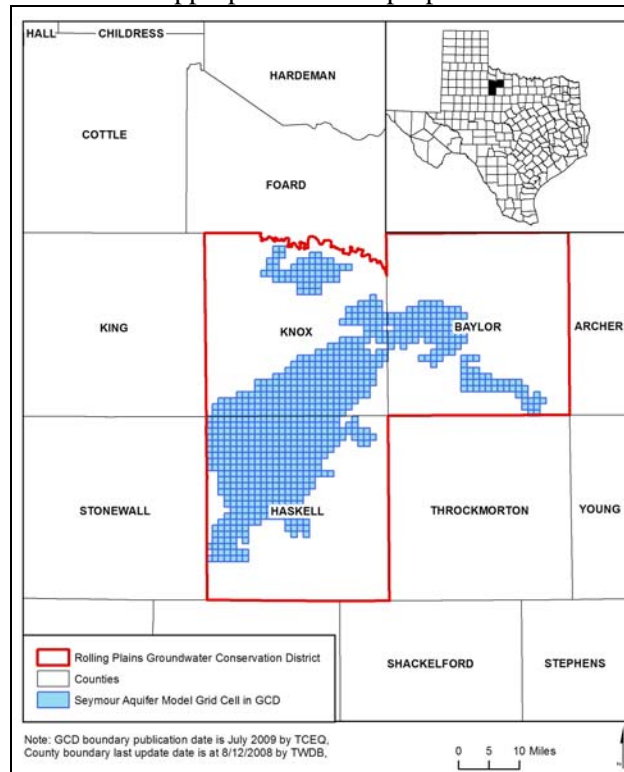 HALL CHILDRESS
HARDEMAN
COTTLE
FOARD
KING
KNOX
BAYLOR
ARCHER
STONEWALL
HASKELL
THROCKMORTON
YOUNG
Rolling Plains Groundwater Conservation District
Counties
Seymour Aquifer Model Grid Cell in GCD
SHACKELFORD
STEPHENS
Note: GCD boundary publication date is July 2009 by TCEQ,
County boundary last update date is at 8/12/2008 by TWDB,
0 5 10 Miles